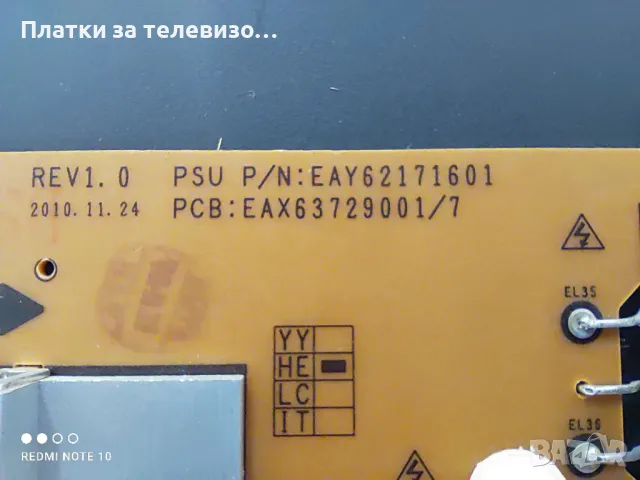 Платки за телевизо...
REV1.0 PSU P/N:EAY62171601
2010.11.24 PCB:EAX63729001/7
EL35
YY
HE
LC
IT
EL36
REDMI NOTE 10
BAZAR